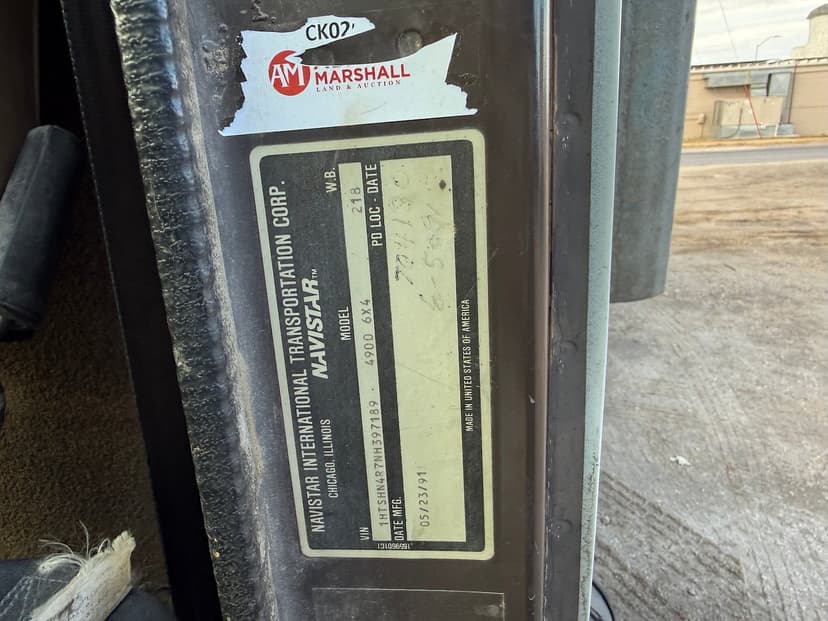 CK02
AM MARSHALL
LAND & AUCTION
NAVISTAR INTERNATIONAL TRANSPORTATION CORP.
CHICAGO, ILLINOIS
NAVISTAR™
VIN MODEL W.B.
1HTSHN4R7NH397189 4900 6X4 218
DATE MFG. PD LOC - DATE
05/23/91
MADE IN UNITED STATES OF AMERICA